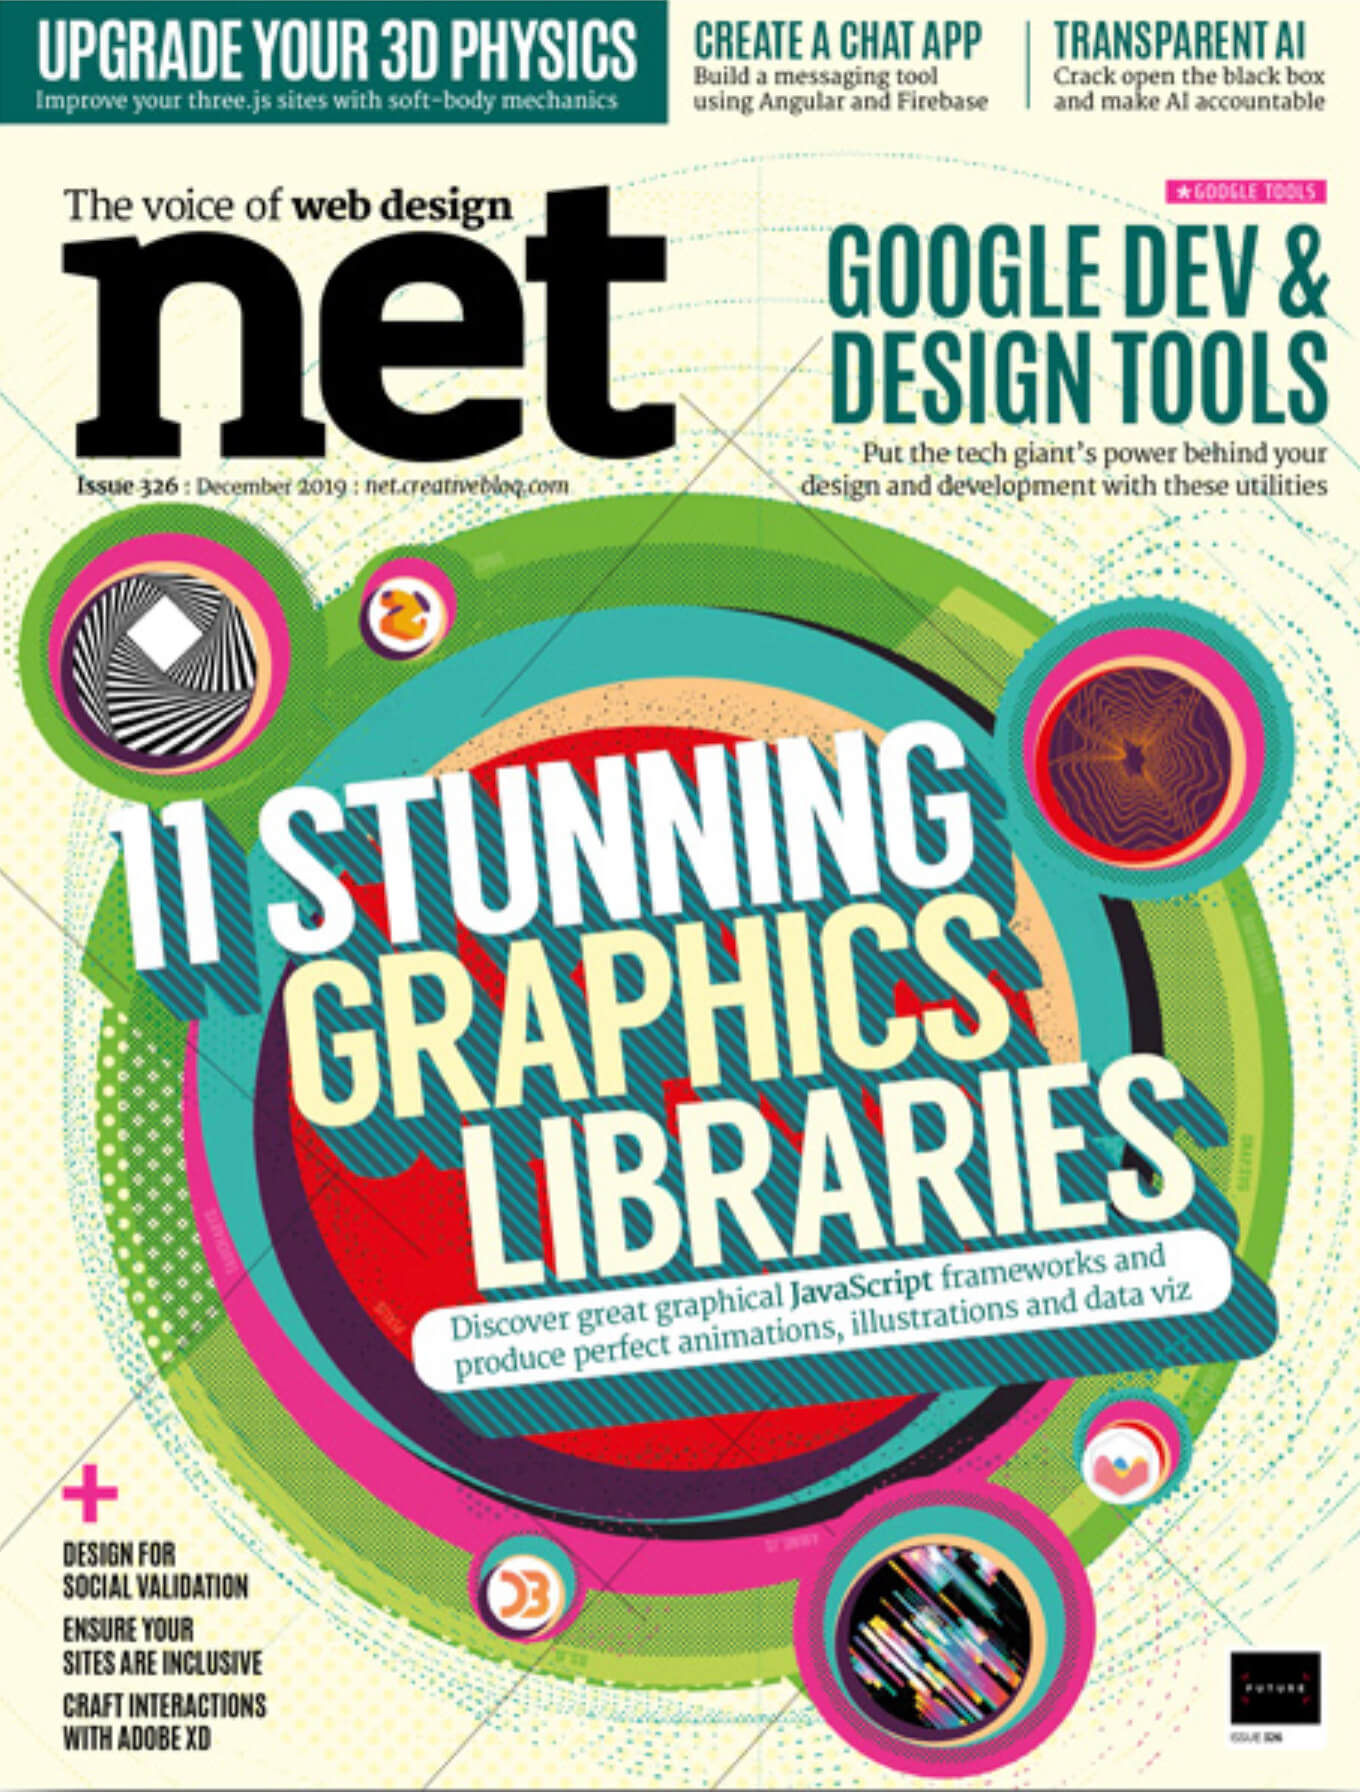 UPGRADE YOUR 3D PHYSICS
Improve your three.js sites with soft-body mechanics
CREATE A CHAT APP
Build a messaging tool
using Angular and Firebase
TRANSPARENT AI
Crack open the black box
and make AI accountable
The voice of web design
net
Issue 326 : December 2019 : net.creativebloq.com
★GOOGLE TOOLS
GOOGLE DEV &
DESIGN TOOLS
Put the tech giant's power behind your
design and development with these utilities
11 STUNNING
GRAPHICS
LIBRARIES
Discover great graphical JavaScript frameworks and
produce perfect animations, illustrations and data viz
+
DESIGN FOR
SOCIAL VALIDATION
ENSURE YOUR
SITES ARE INCLUSIVE
CRAFT INTERACTIONS
WITH ADOBE XD
D3
FUTURE
ISSUE 326